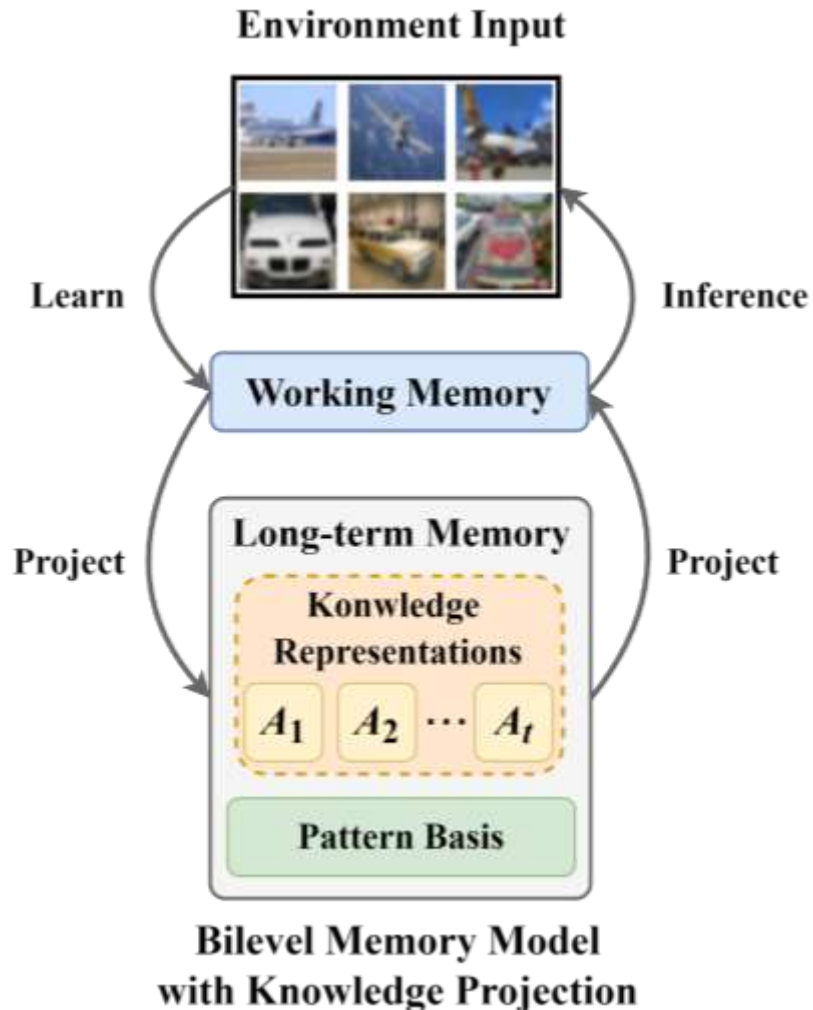 Environment Input
Learn
Inference
Working Memory
Project
Project
Long-term Memory
Konwledge
Representations
A₁ A₂ ⋯ Aₜ
Pattern Basis
Bilevel Memory Model
with Knowledge Projection